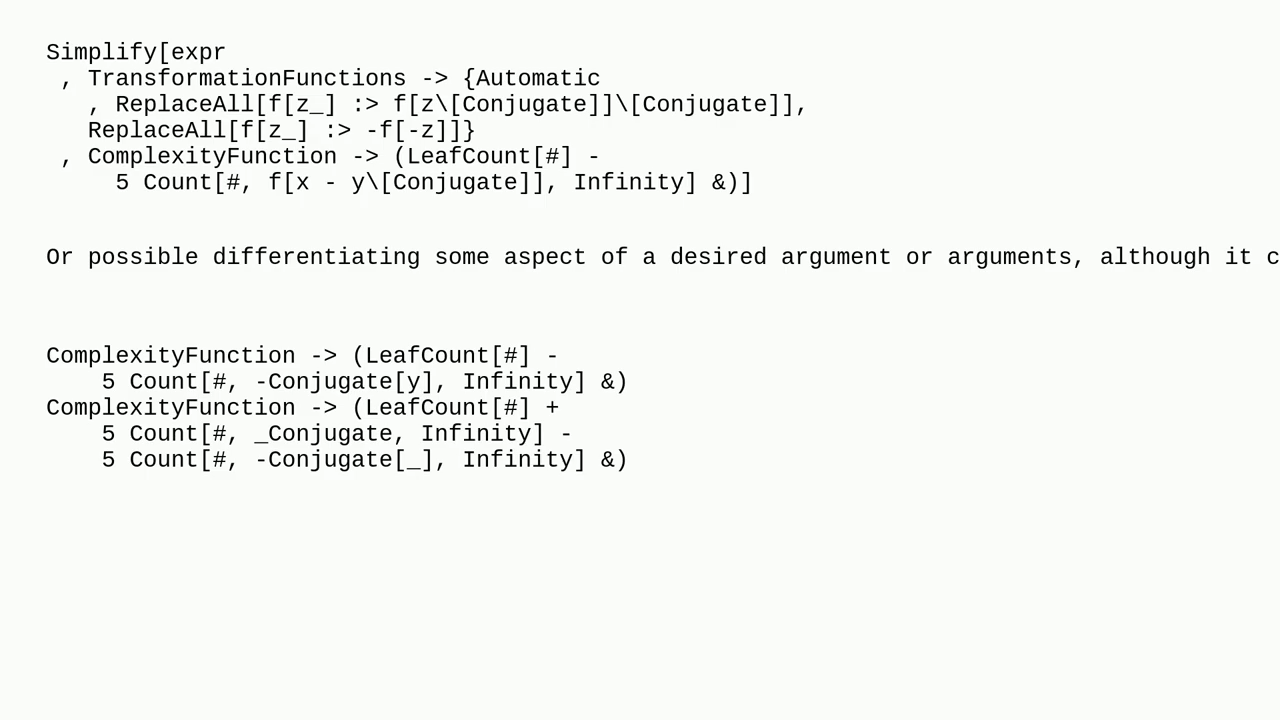 Simplify[expr
 , TransformationFunctions -> {Automatic
   , ReplaceAll[f[z_] :> f[z\[Conjugate]]\[Conjugate]],
   ReplaceAll[f[z_] :> -f[-z]]}
 , ComplexityFunction -> (LeafCount[#] -
     5 Count[#, f[x - y\[Conjugate]], Infinity] &)]
Or possible differentiating some aspect of a desired argument or arguments, although it
ComplexityFunction -> (LeafCount[#] -
    5 Count[#, -Conjugate[y], Infinity] &)
ComplexityFunction -> (LeafCount[#] +
    5 Count[#, _Conjugate, Infinity] -
    5 Count[#, -Conjugate[_], Infinity] &)